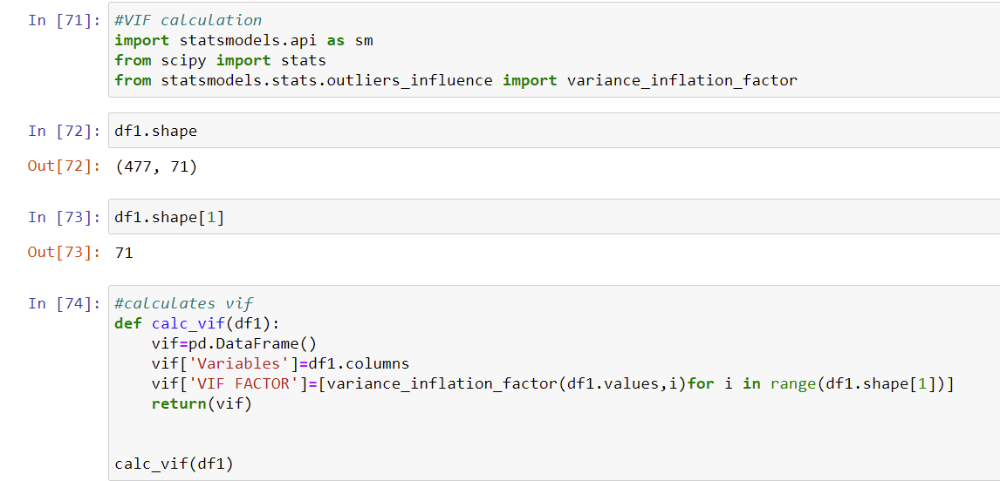 In [71]: #VIF calculation
import statsmodels.api as sm
from scipy import stats
from statsmodels.stats.outliers_influence import variance_inflation_factor
In [72]: df1.shape
Out[72]: (477, 71)
In [73]: df1.shape[1]
Out[73]: 71
In [74]: #calculates vif
def calc_vif(df1):
    vif=pd.DataFrame()
    vif['Variables']=df1.columns
    vif['VIF FACTOR']=[variance_inflation_factor(df1.values,i)for i in range(df1.shape[1])]
    return(vif)
calc_vif(df1)